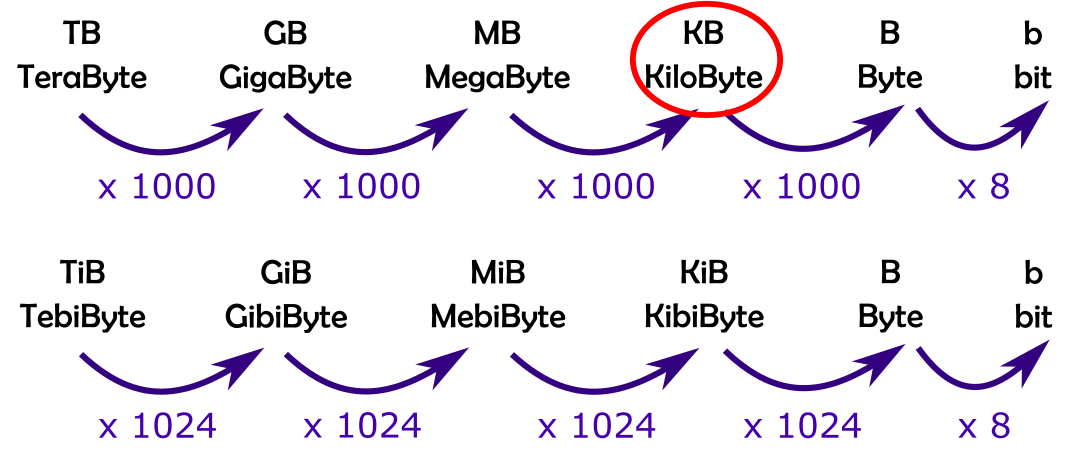 TB GB MB KB B b
TeraByte GigaByte MegaByte KiloByte Byte bit
x 1000 x 1000 x 1000 x 1000 x 8
TiB GiB MiB KiB B b
TebiByte GibiByte MebiByte KibiByte Byte bit
x 1024 x 1024 x 1024 x 1024 x 8